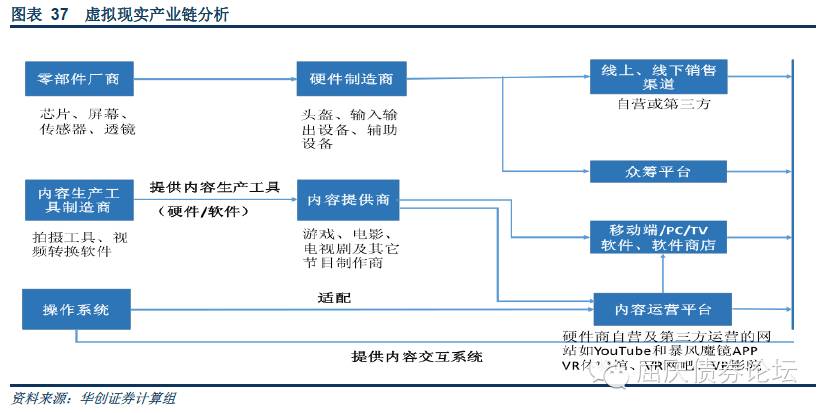 图表 37 虚拟现实产业链分析
零部件厂商
芯片、屏幕、
传感器、透镜
硬件制造商
头盔、输入输
出设备、辅助
设备
线上、线下销售
渠道
自营或第三方
众筹平台
内容生产工
具制造商
拍摄工具、视
频转换软件
提供内容生产工具
（硬件/软件）
内容提供商
游戏、电影、
电视剧及其它
节目制作商
移动端/PC/TV
软件、软件商店
操作系统
适配
内容运营平台
硬件商自营及第三方运营的网
站如YouTube和暴风魔镜APP
VR体验馆、VR网吧、VR影院
提供内容交互系统
屈庆债券论坛
资料来源：华创证券计算组